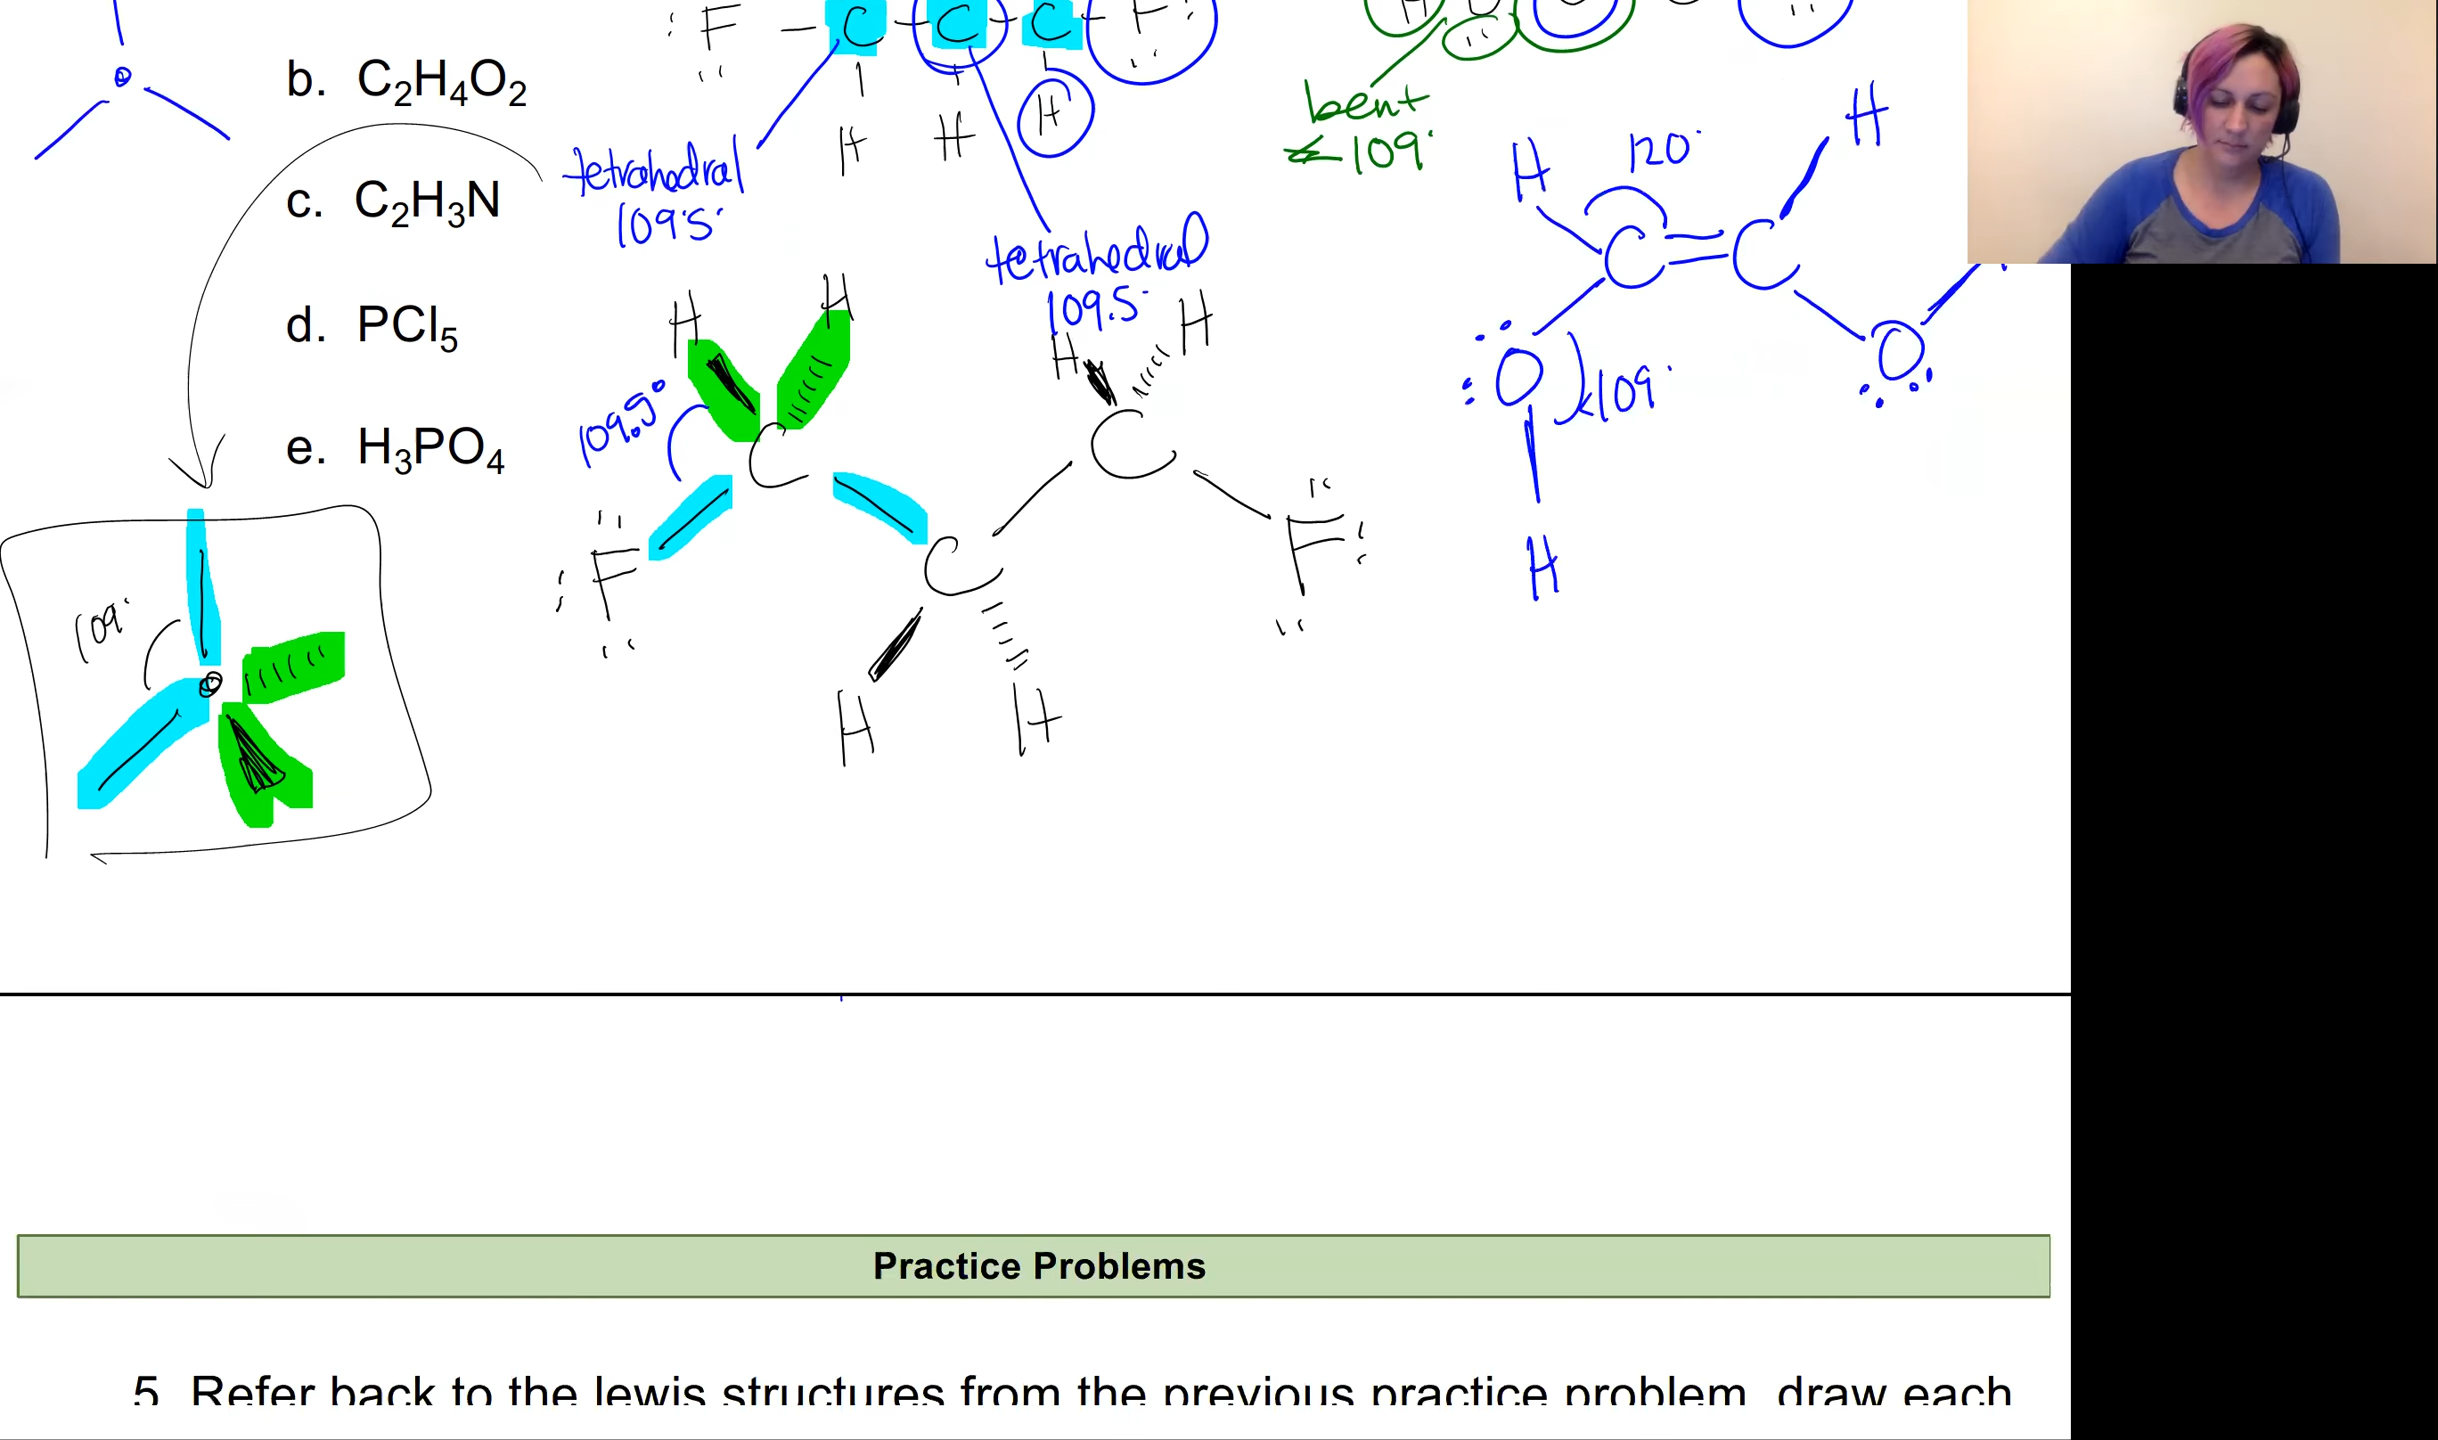 F - C - C - C - F
b. C₂H₄O₂
H H H
bent
<109°
H 120° H
tetrahedral
109.5°
c. C₂H₃N
tetrahedral
109.5°
C = C
H H
H H
d. PCl₅
O <109° O
109.5°
e. H₃PO₄
C C
H
F C F
109°
H H
Practice Problems
5 Refer back to the lewis structures from the previous practice problem, draw each